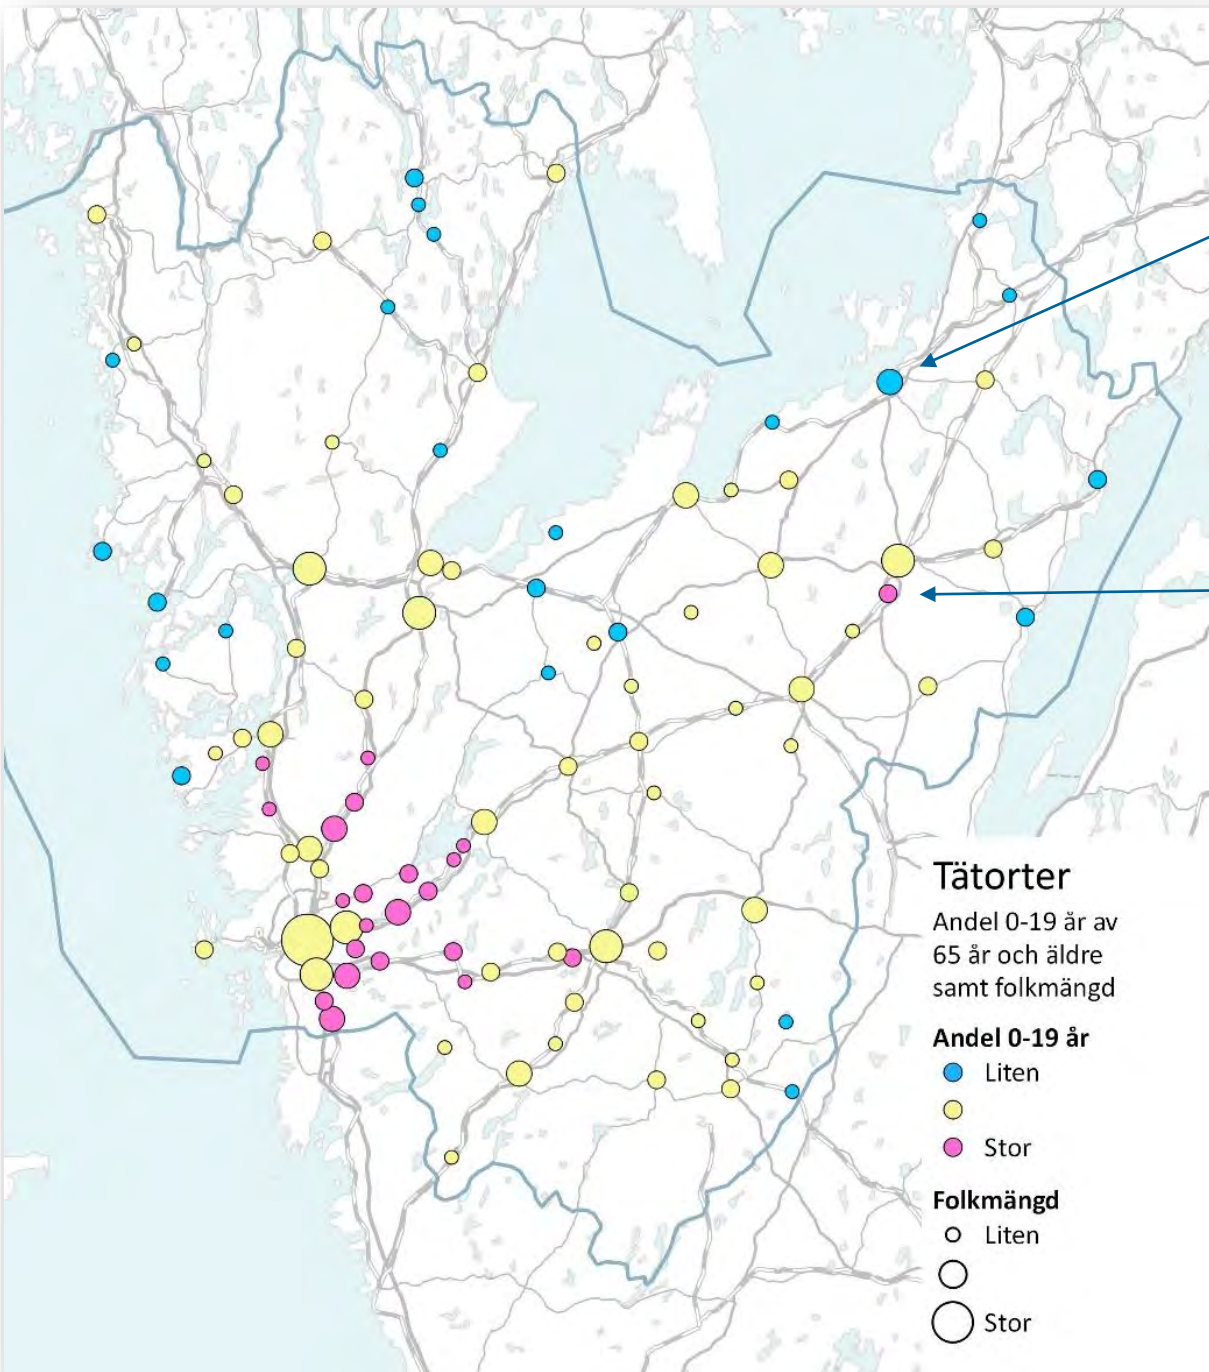 Tätorter
Andel 0-19 år av
65 år och äldre
samt folkmängd
Andel 0-19 år
Liten
Stor
Folkmängd
Liten
Stor